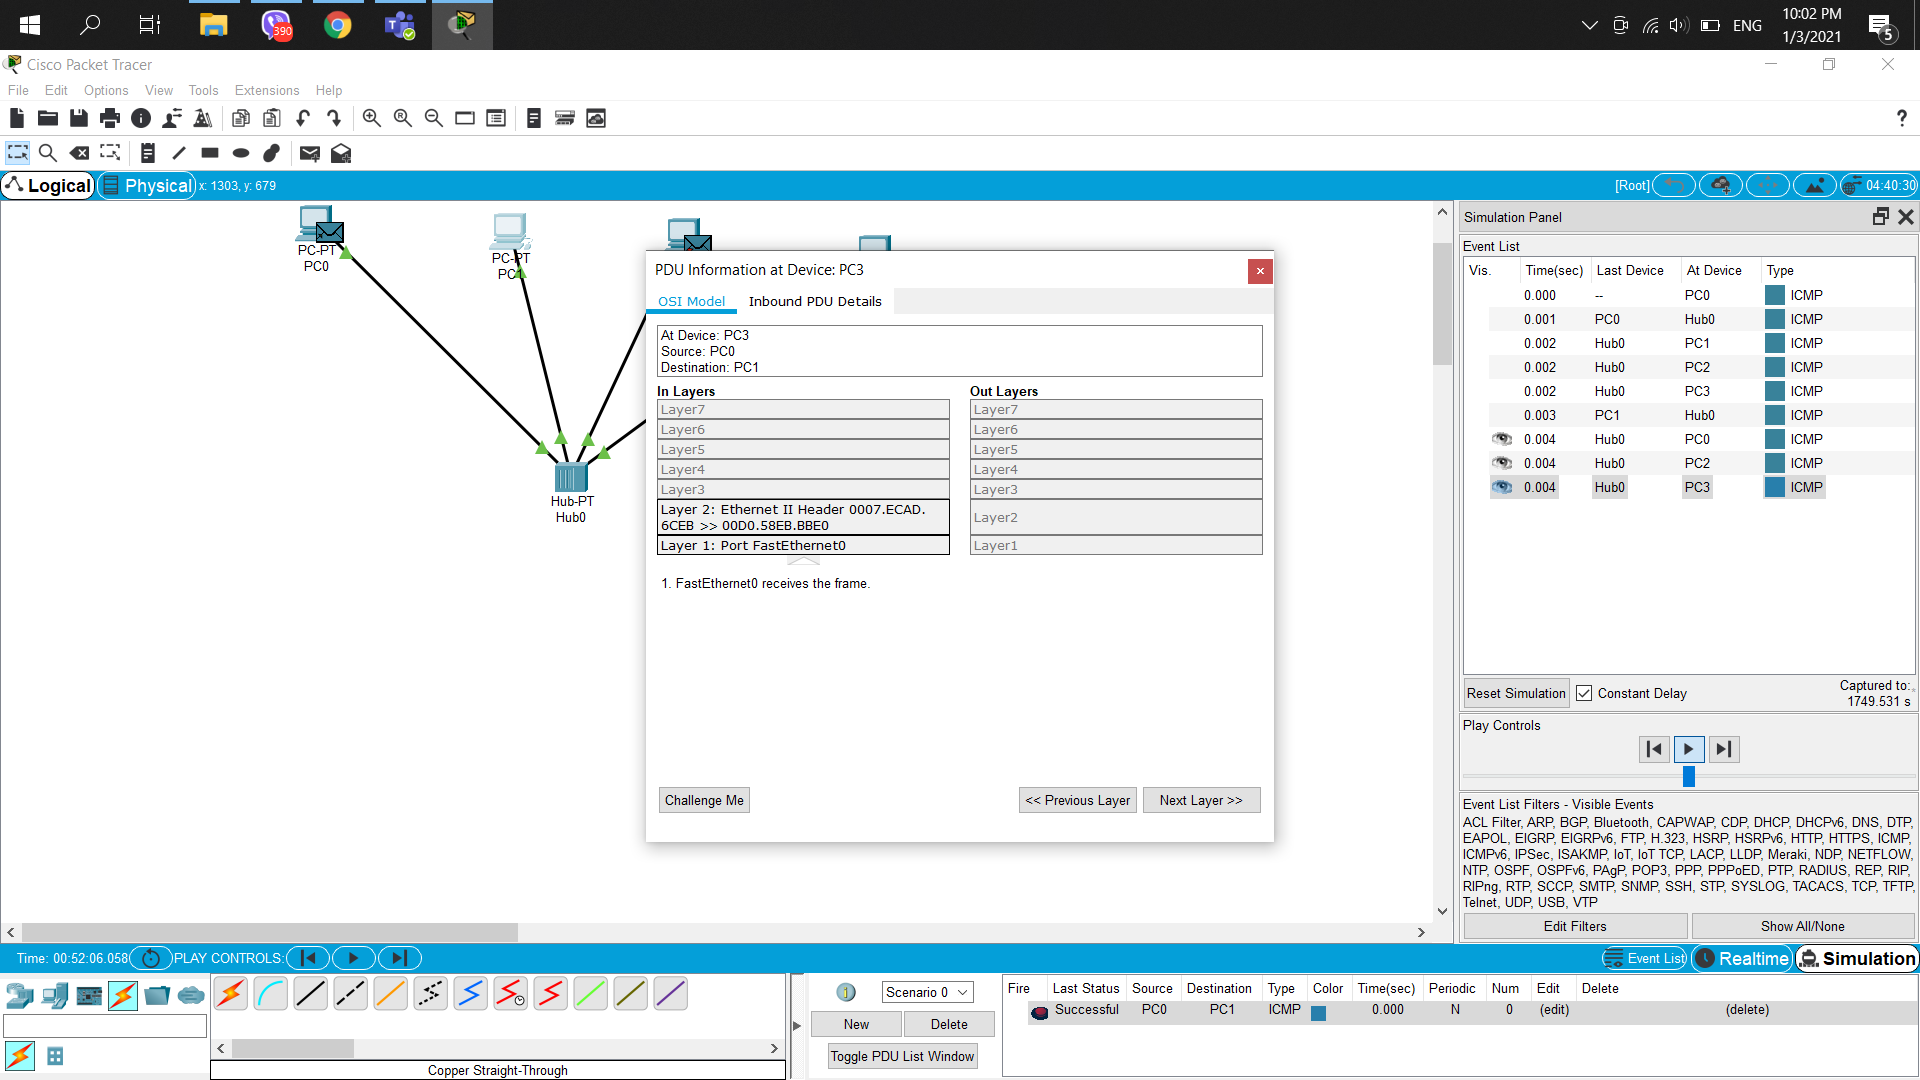 390
ENG
10:02 PM
1/3/2021
5
Cisco Packet Tracer
File Edit Options View Tools Extensions Help
?
Logical Physical x: 1303, y: 679
[Root] 04:40:30
PC-PT
PC0
PC-PT
PC1
Hub-PT
Hub0
PDU Information at Device: PC3
OSI Model Inbound PDU Details
At Device: PC3
Source: PC0
Destination: PC1
In Layers Out Layers
Layer7 Layer7
Layer6 Layer6
Layer5 Layer5
Layer4 Layer4
Layer3 Layer3
Layer 2: Ethernet II Header 0007.ECAD.
6CEB >> 00D0.58EB.BBE0
Layer2
Layer 1: Port FastEthernet0 Layer1
1. FastEthernet0 receives the frame.
Challenge Me << Previous Layer Next Layer >>
Simulation Panel
Event List
Vis. Time(sec) Last Device At Device Type
0.000 -- PC0 ICMP
0.001 PC0 Hub0 ICMP
0.002 Hub0 PC1 ICMP
0.002 Hub0 PC2 ICMP
0.002 Hub0 PC3 ICMP
0.003 PC1 Hub0 ICMP
0.004 Hub0 PC0 ICMP
0.004 Hub0 PC2 ICMP
0.004 Hub0 PC3 ICMP
Reset Simulation Constant Delay
Captured to:
1749.531 s
Play Controls
Event List Filters - Visible Events
ACL Filter, ARP, BGP, Bluetooth, CAPWAP, CDP, DHCP, DHCPv6, DNS, DTP,
EAPOL, EIGRP, EIGRPv6, FTP, H.323, HSRP, HSRPv6, HTTP, HTTPS, ICMP,
ICMPv6, IPSec, ISAKMP, IoT, IoT TCP, LACP, LLDP, Meraki, NDP, NETFLOW,
NTP, OSPF, OSPFv6, PAgP, POP3, PPP, PPPoED, PTP, RADIUS, REP, RIP,
RIPng, RTP, SCCP, SMTP, SNMP, SSH, STP, SYSLOG, TACACS, TCP, TFTP,
Telnet, UDP, USB, VTP
Edit Filters Show All/None
Time: 00:52:06.058 PLAY CONTROLS:
Event List Realtime Simulation
Scenario 0
New Delete
Toggle PDU List Window
Fire Last Status Source Destination Type Color Time(sec) Periodic Num Edit Delete
Successful PC0 PC1 ICMP 0.000 N 0 (edit) (delete)
Copper Straight-Through